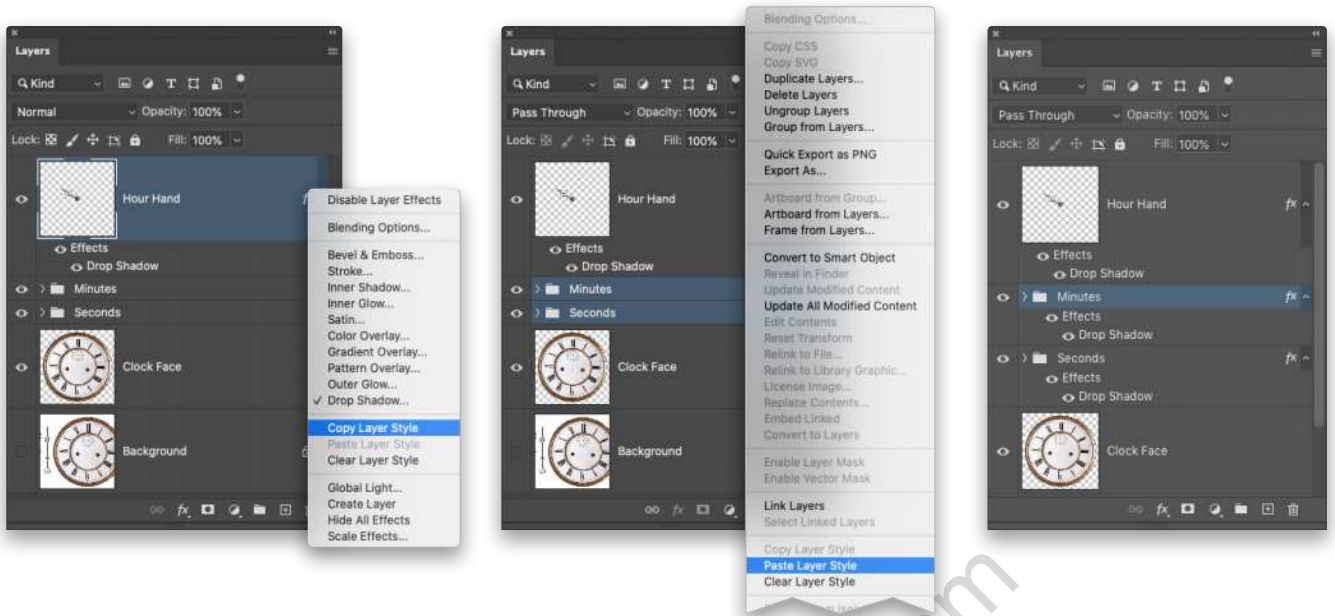 Layers
Kind
Normal
Opacity: 100%
Lock:
Fill: 100%
Hour Hand
fx
Effects
Drop Shadow
Minutes
Seconds
Clock Face
Background
fx
Disable Layer Effects
Blending Options...
Bevel & Emboss...
Stroke...
Inner Shadow...
Inner Glow...
Satin...
Color Overlay...
Gradient Overlay...
Pattern Overlay...
Outer Glow...
✓ Drop Shadow...
Copy Layer Style
Paste Layer Style
Clear Layer Style
Global Light...
Create Layer
Hide All Effects
Scale Effects...
Layers
Kind
Pass Through
Opacity: 100%
Lock:
Fill: 100%
Hour Hand
Effects
Drop Shadow
Minutes
Seconds
Clock Face
Background
fx
Blending Options...
Copy CSS
Copy SVG
Duplicate Layers...
Delete Layers
Ungroup Layers
Group from Layers...
Quick Export as PNG
Export As...
Artboard from Group...
Artboard from Layers...
Frame from Layers...
Convert to Smart Object
Reveal in Finder
Update Modified Content
Update All Modified Content
Edit Contents
Reset Transform
Relink to File...
Relink to Library Graphic...
License Image...
Replace Contents...
Embed Linked
Convert to Layers
Enable Layer Mask
Enable Vector Mask
Link Layers
Select Linked Layers
Copy Layer Style
Paste Layer Style
Clear Layer Style
Layers
Kind
Pass Through
Opacity: 100%
Lock:
Fill: 100%
Hour Hand
fx
Effects
Drop Shadow
Minutes
fx
Effects
Drop Shadow
Seconds
fx
Effects
Drop Shadow
Clock Face
fx